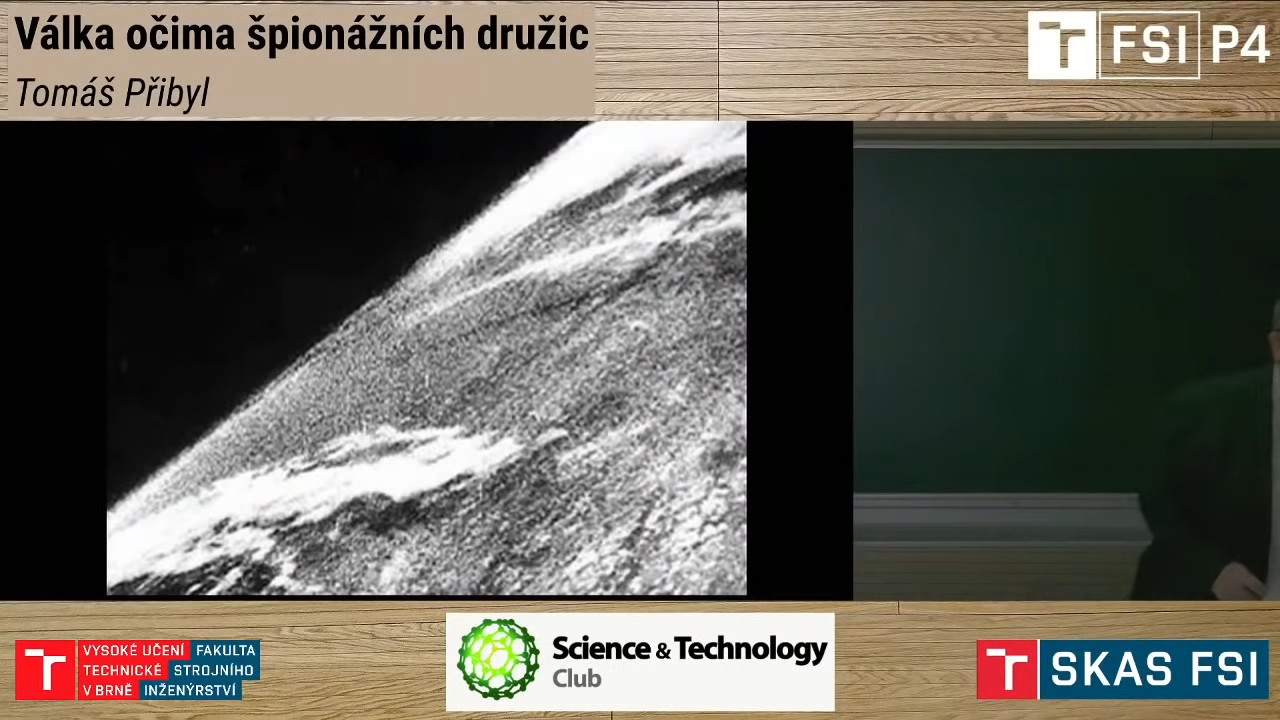 Válka očima špionážních družic
Tomáš Přibyl
FSI P4
VYSOKÉ UČENÍ FAKULTA
TECHNICKÉ STROJNÍHO
V BRNĚ INŽENÝRSTVÍ
Science & Technology
Club
SKAS FSI